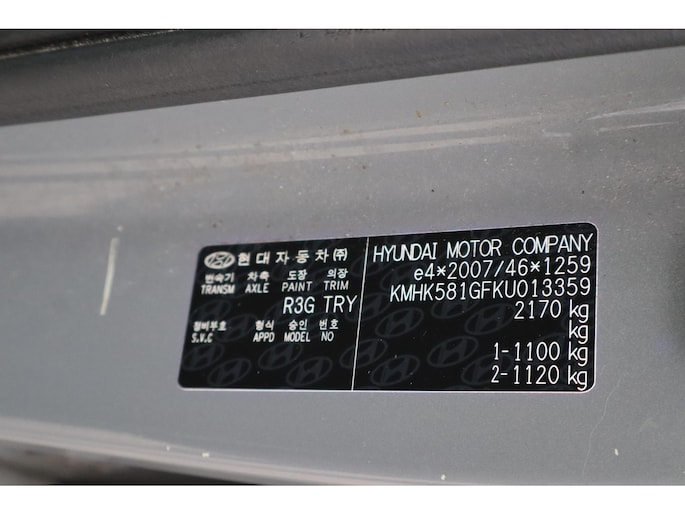 현대자동차(주)
변속기 차축 도장 의장
TRANSM AXLE PAINT TRIM
R3G TRY
정비부호 형식 승인 번호
S.V.C APPD MODEL NO
HYUNDAI MOTOR COMPANY
e4*2007/46*1259
KMHK581GFKU013359
2170 kg
kg
1-1100 kg
2-1120 kg